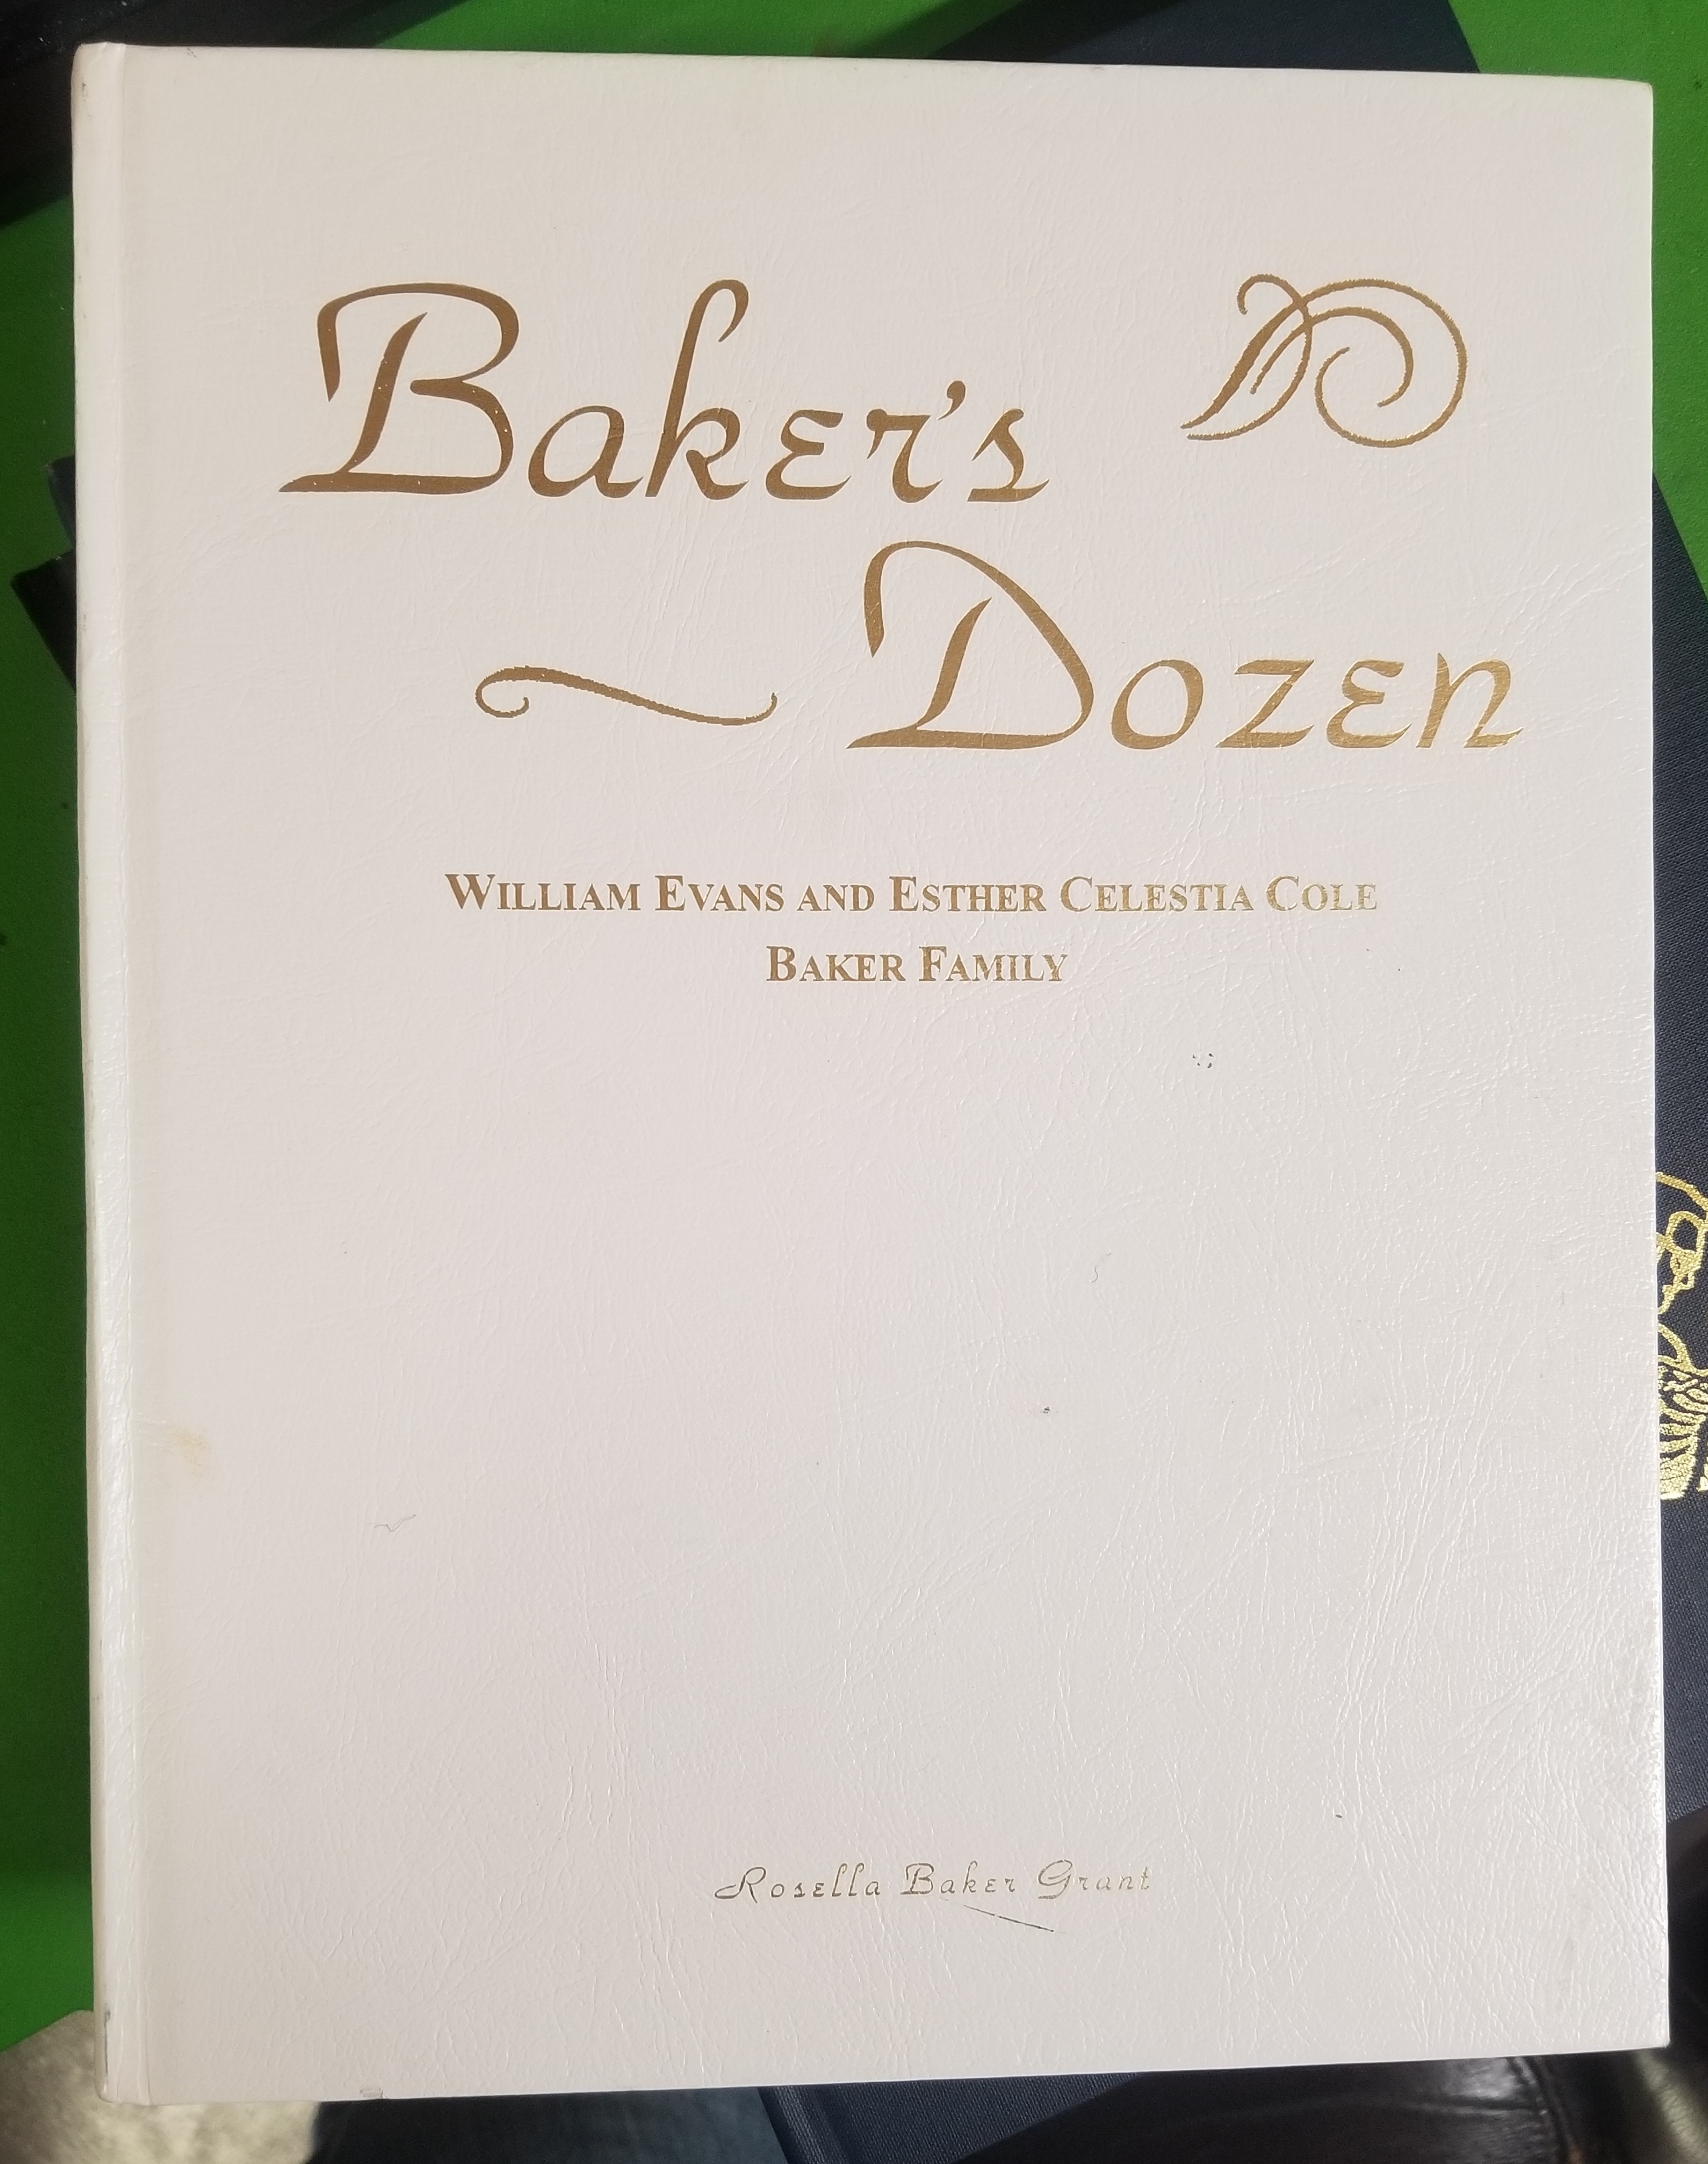 Baker's
Dozen
WILLIAM EVANS AND ESTHER CELESTIA COLE
BAKER FAMILY
Rosella Baker Grant